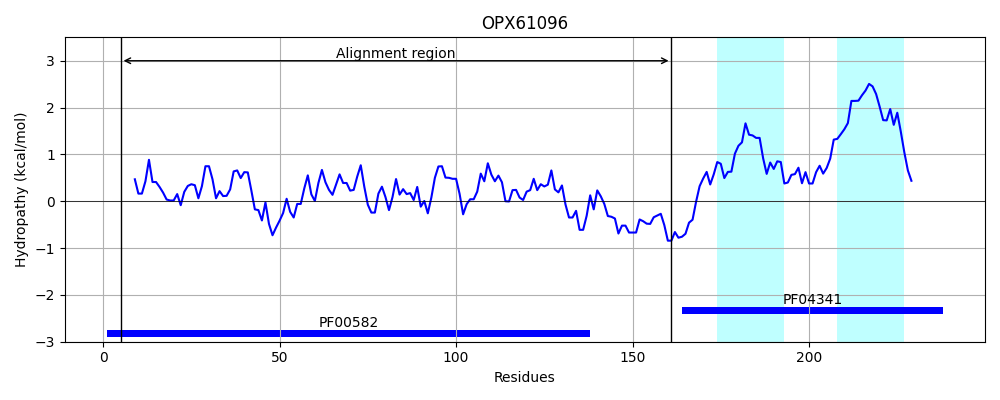 OPX61096
Alignment region
PF04341
PF00582
3
2
1
0
−1
−2
−3
0
50
100
150
200
Hydropathy (kcal/mol)
Residues